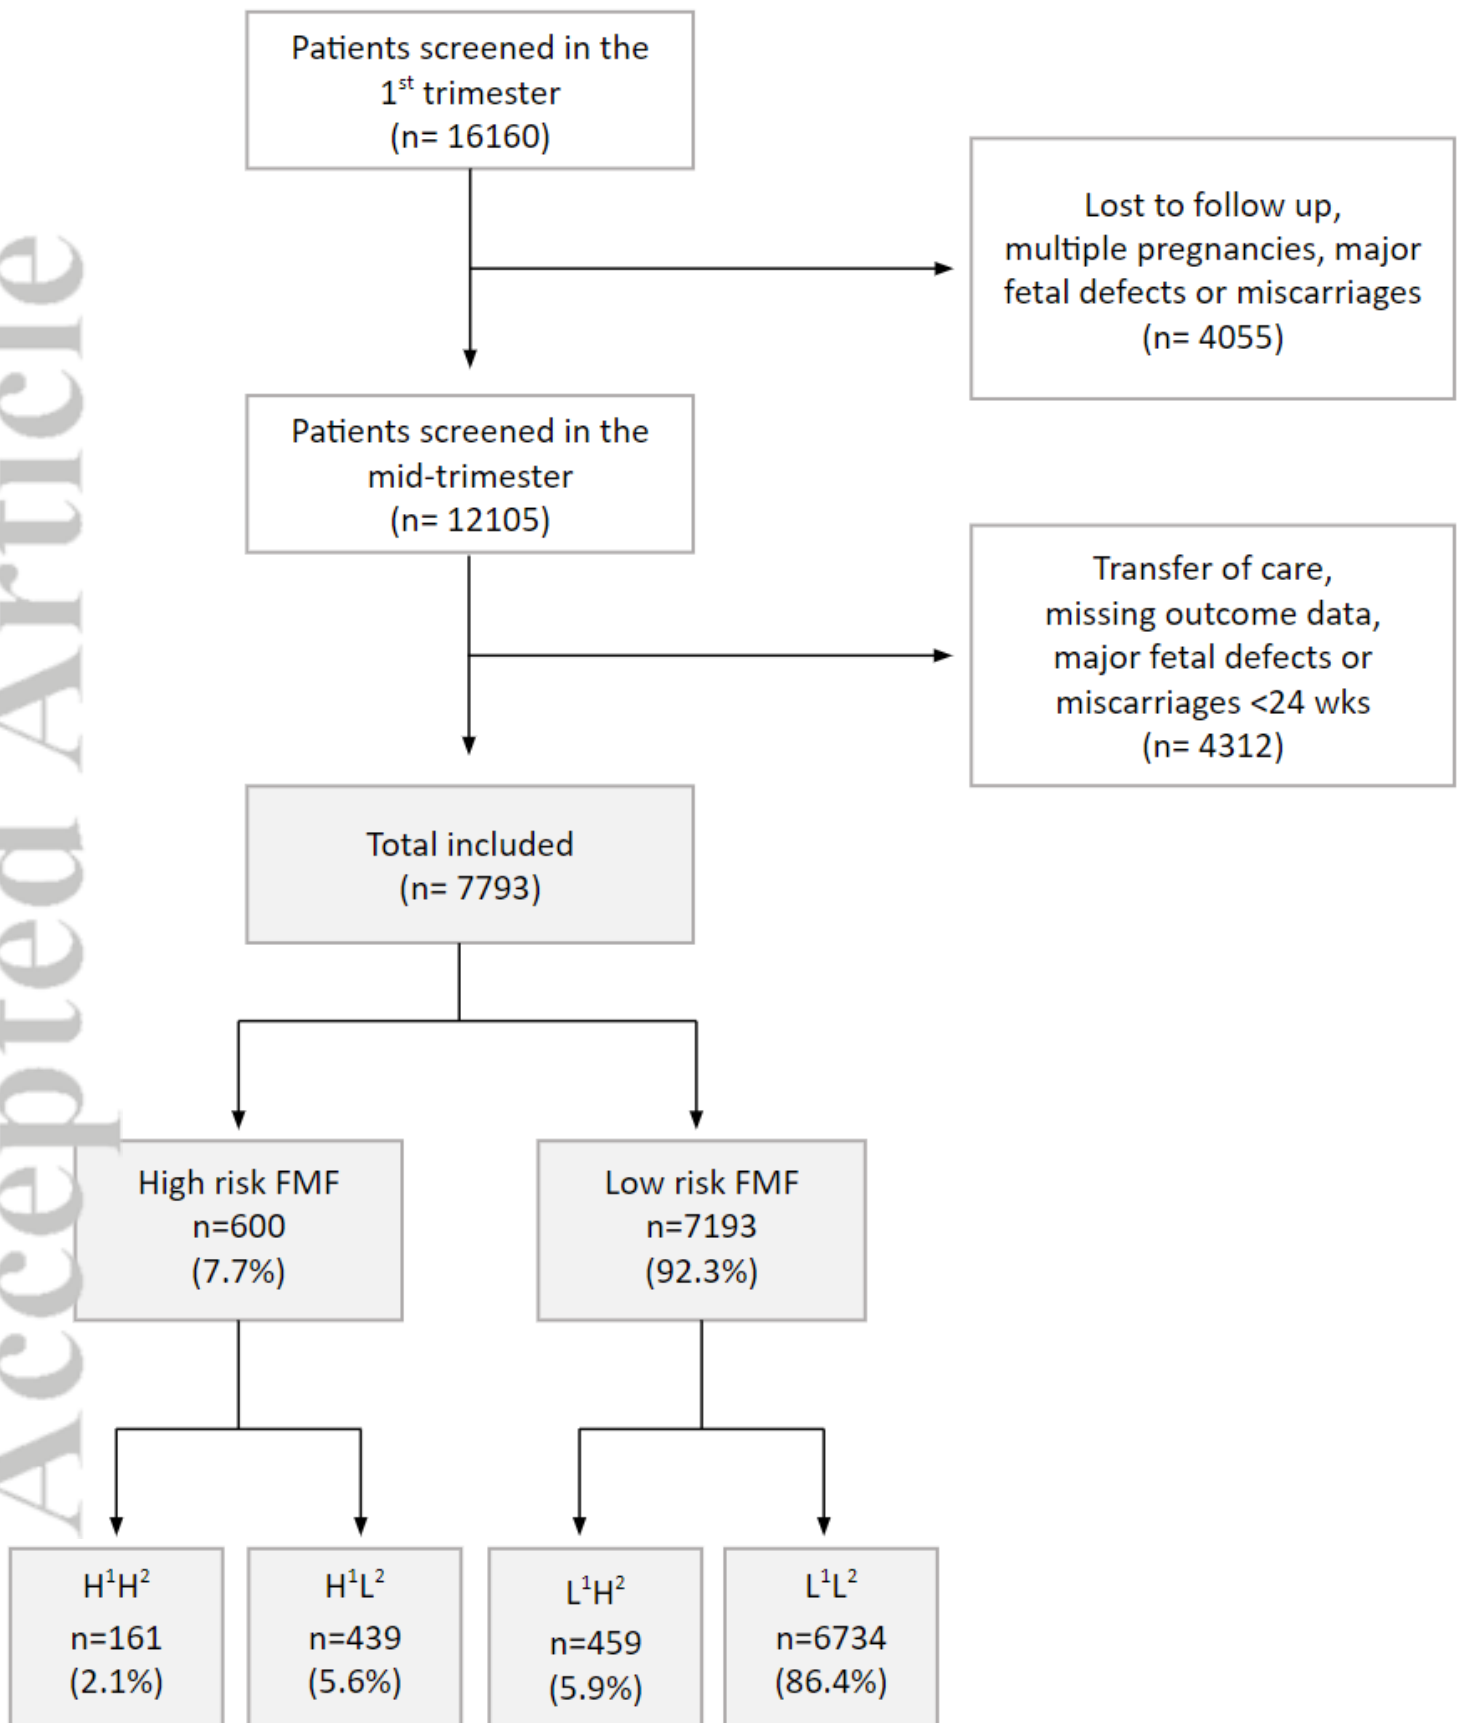 Patients screened in the
1st trimester
(n= 16160)
Lost to follow up,
multiple pregnancies, major
fetal defects or miscarriages
(n= 4055)
Patients screened in the
mid-trimester
(n= 12105)
Transfer of care,
missing outcome data,
major fetal defects or
miscarriages <24 wks
(n= 4312)
Total included
(n= 7793)
High risk FMF
n=600
(7.7%)
Low risk FMF
n=7193
(92.3%)
H¹H²
n=161
(2.1%)
H¹L²
n=439
(5.6%)
L¹H²
n=459
(5.9%)
L¹L²
n=6734
(86.4%)
Accepted Article